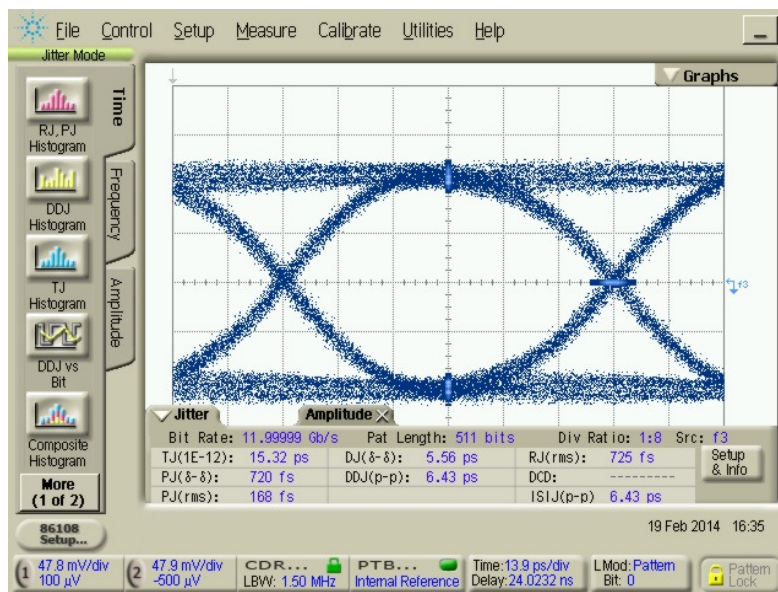 File Control Setup Measure Calibrate Utilities Help
Jitter Mode
Graphs
RJ, PJ
Histogram
DDJ
Histogram
TJ
Histogram
DDJ vs
Bit
Composite
Histogram
More
(1 of 2)
Time
Frequency
Amplitude
f3
Jitter Amplitude
Bit Rate: 11.99999 Gb/s Pat Length: 511 bits Div Ratio: 1:8 Src: f3
TJ(1E-12): 15.32 ps DJ(δ-δ): 5.56 ps RJ(rms): 725 fs
PJ(δ-δ): 720 fs DDJ(p-p): 6.43 ps DCD: ---------
PJ(rms): 168 fs ISIJ(p-p) 6.43 ps
Setup
& Info
86108
Setup...
19 Feb 2014 16:35
1 47.8 mV/div
100 µV
2 47.9 mV/div
-500 µV
CDR...
LBW: 1.50 MHz
PTB...
Internal Reference
Time:13.9 ps/div
Delay:24.0232 ns
LMod: Pattern
Bit: 0
Pattern
Lock